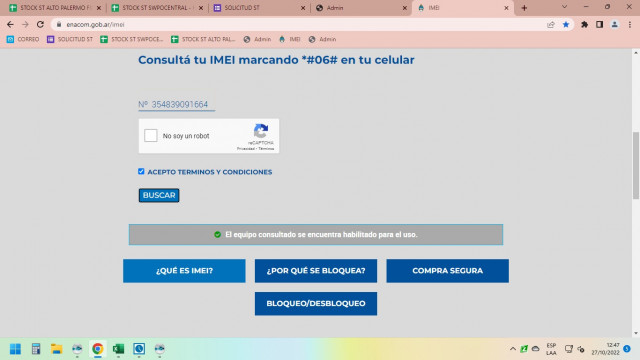 STOCK ST ALTO PALERMO F
STOCK ST SWPOCENTRAL -
SOLICITUD ST
Admin
IMEI
enacom.gob.ar/imei
CORREO
SOLICITUD ST
STOCK ST SWPOCE...
STOCK ST ALTO PAL...
Admin
IMEI
Admin
Consultá tu IMEI marcando *#06# en tu celular
Nº 354839091664
No soy un robot
reCAPTCHA
Privacidad - Términos
ACEPTO TERMINOS Y CONDICIONES
BUSCAR
El equipo consultado se encuentra habilitado para el uso.
¿QUÉ ES IMEI?
¿POR QUÉ SE BLOQUEA?
COMPRA SEGURA
BLOQUEO/DESBLOQUEO
ESP
LAA
12:47
27/10/2022